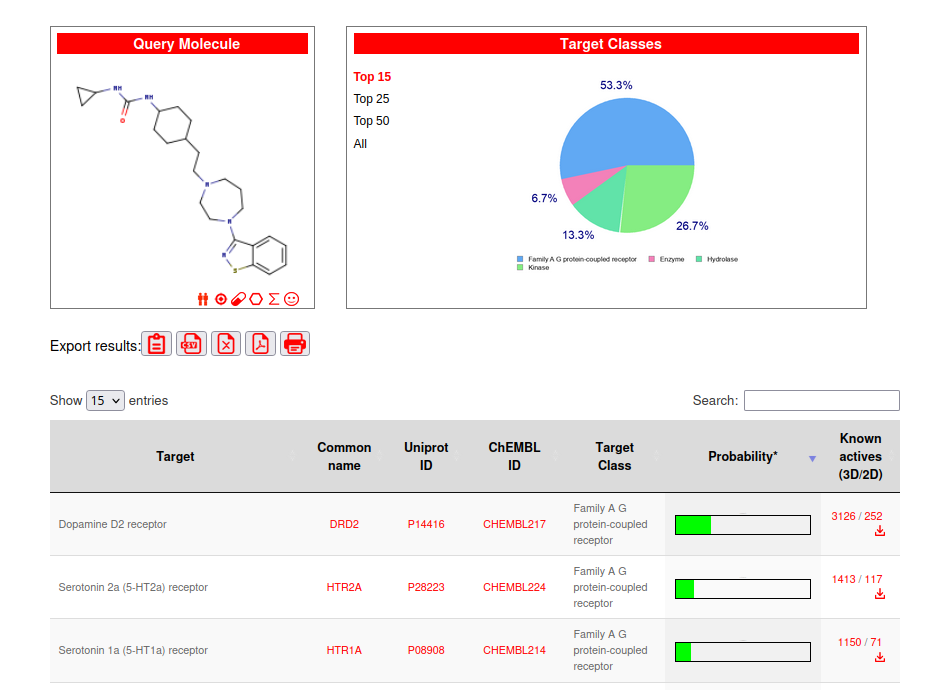 Query Molecule
NH
NH
O
N
N
N
S
Target Classes
Top 15
Top 25
Top 50
All
53.3%
6.7%
13.3%
26.7%
Family A G protein-coupled receptor Enzyme Hydrolase
Kinase
Export results:
CSV
Show 15 entries
Search:
Target
Common
name
Uniprot
ID
ChEMBL
ID
Target
Class
Probability*
Known
actives
(3D/2D)
Dopamine D2 receptor
DRD2
P14416
CHEMBL217
Family A G
protein-coupled
receptor
3126 / 252
Serotonin 2a (5-HT2a) receptor
HTR2A
P28223
CHEMBL224
Family A G
protein-coupled
receptor
1413 / 117
Serotonin 1a (5-HT1a) receptor
HTR1A
P08908
CHEMBL214
Family A G
protein-coupled
receptor
1150 / 71